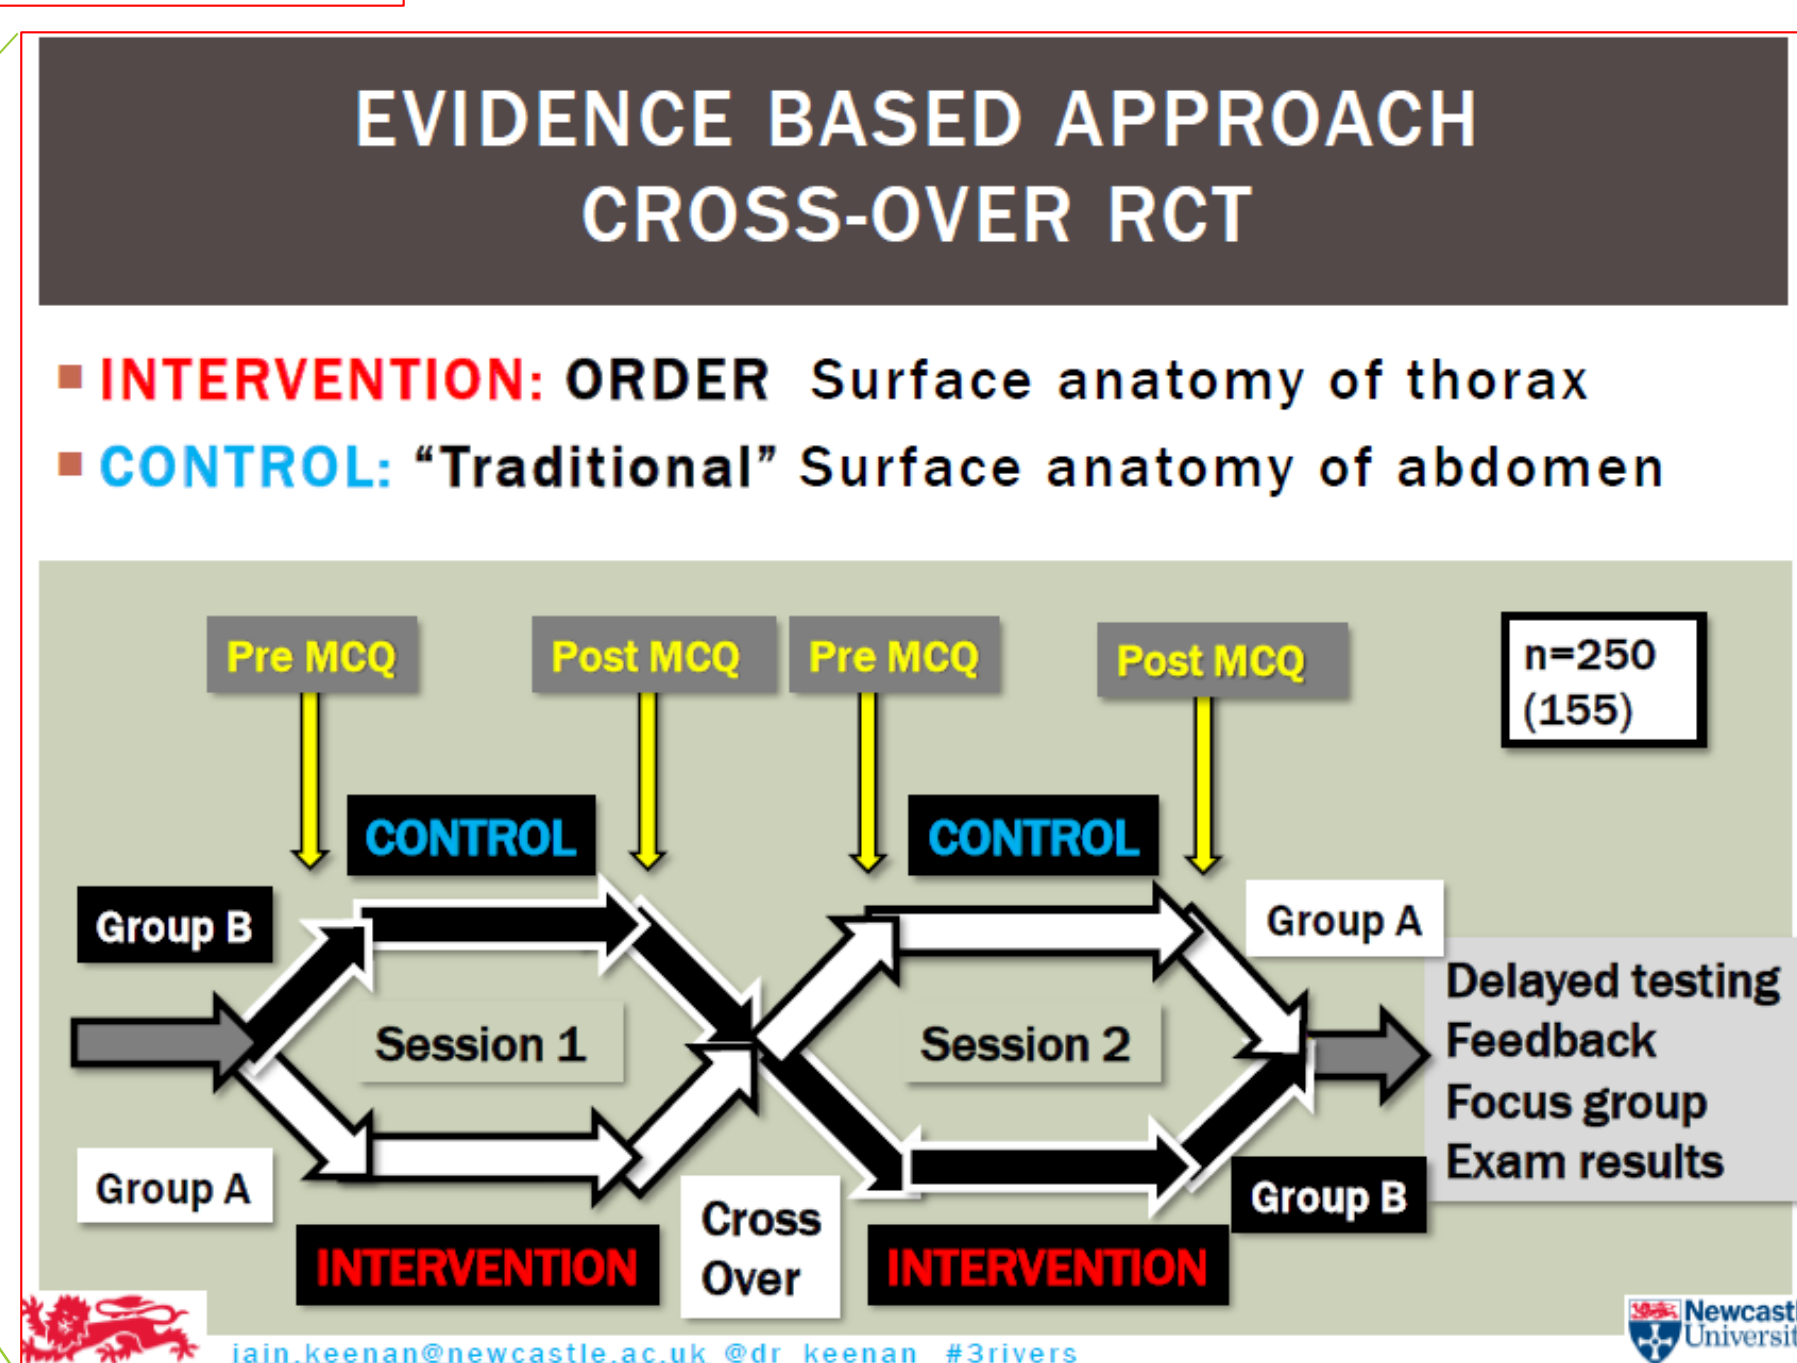 EVIDENCE BASED APPROACH
CROSS-OVER RCT
INTERVENTION: ORDER Surface anatomy of thorax
CONTROL: “Traditional” Surface anatomy of abdomen
Pre MCQ
Post MCQ
Pre MCQ
Post MCQ
n=250
(155)
CONTROL
CONTROL
Group B
Group A
Session 1
Session 2
Delayed testing
Feedback
Focus group
Exam results
Group A
Group B
Cross
Over
INTERVENTION
INTERVENTION
iain.keenan@newcastle.ac.uk @dr_keenan #3rivers
Newcastl
Universit